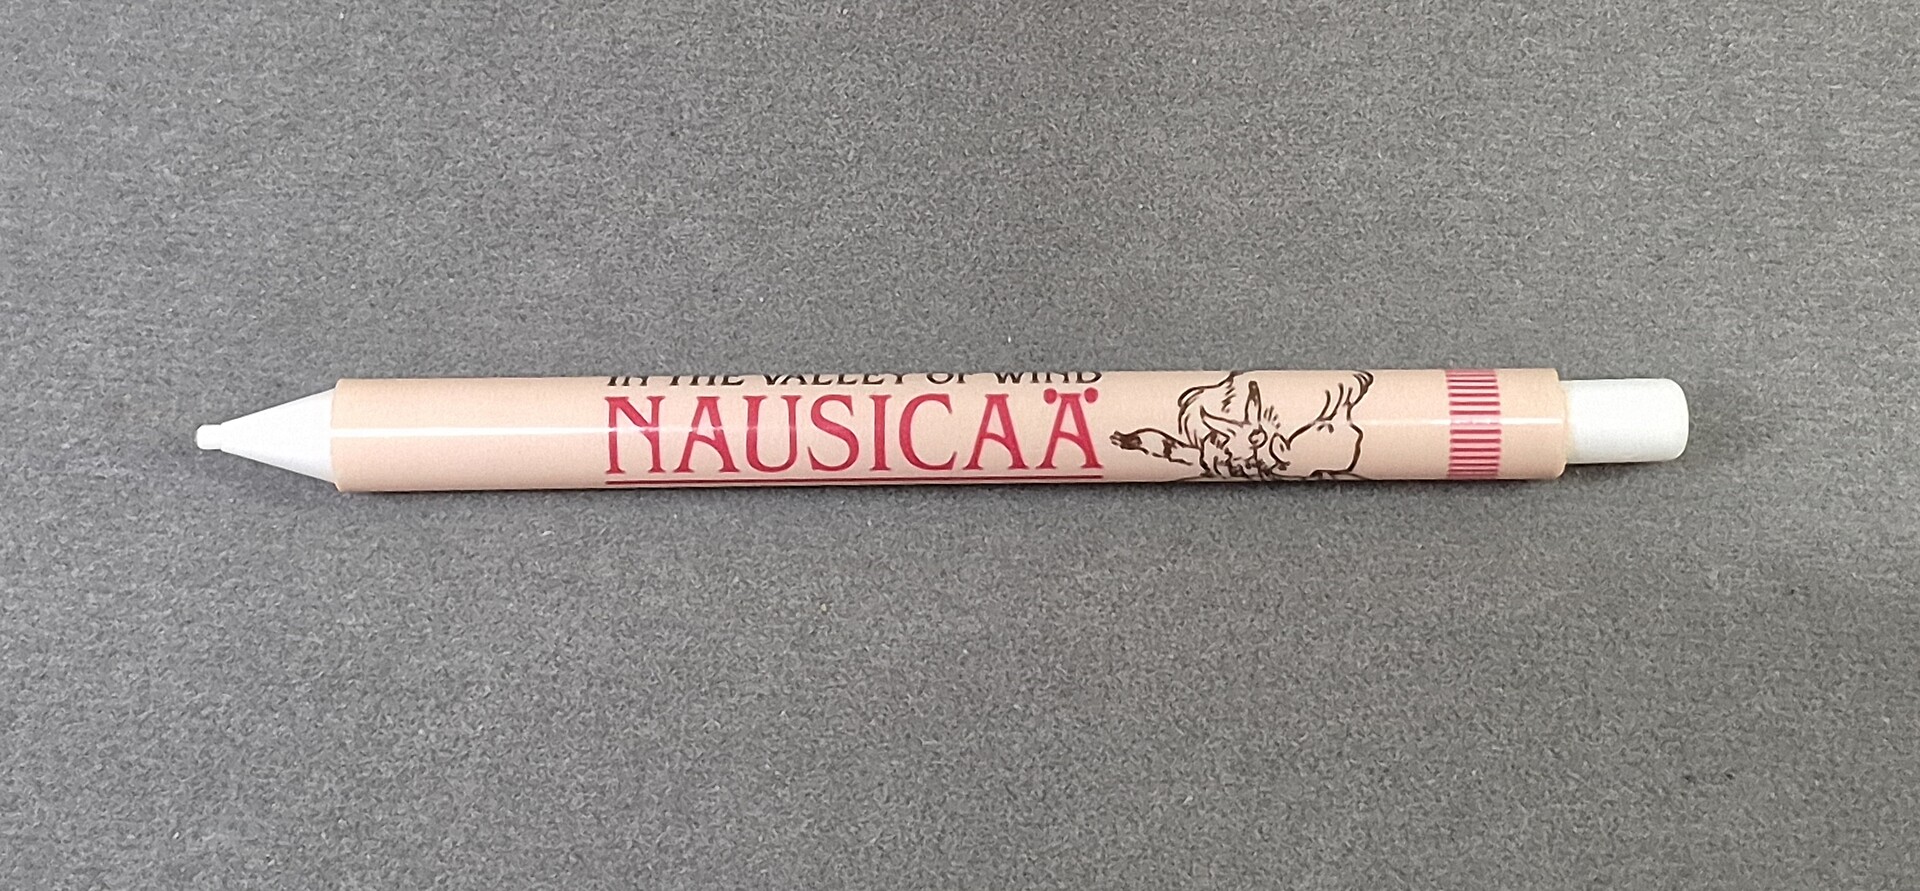 IN THE VALLEY OF WIND
NAUSICAÄ